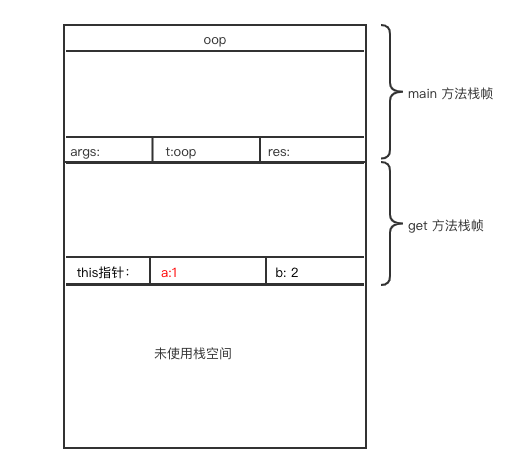 oop
main 方法栈帧
args:
t:oop
res:
get 方法栈帧
this指针：
a:1
b: 2
未使用栈空间